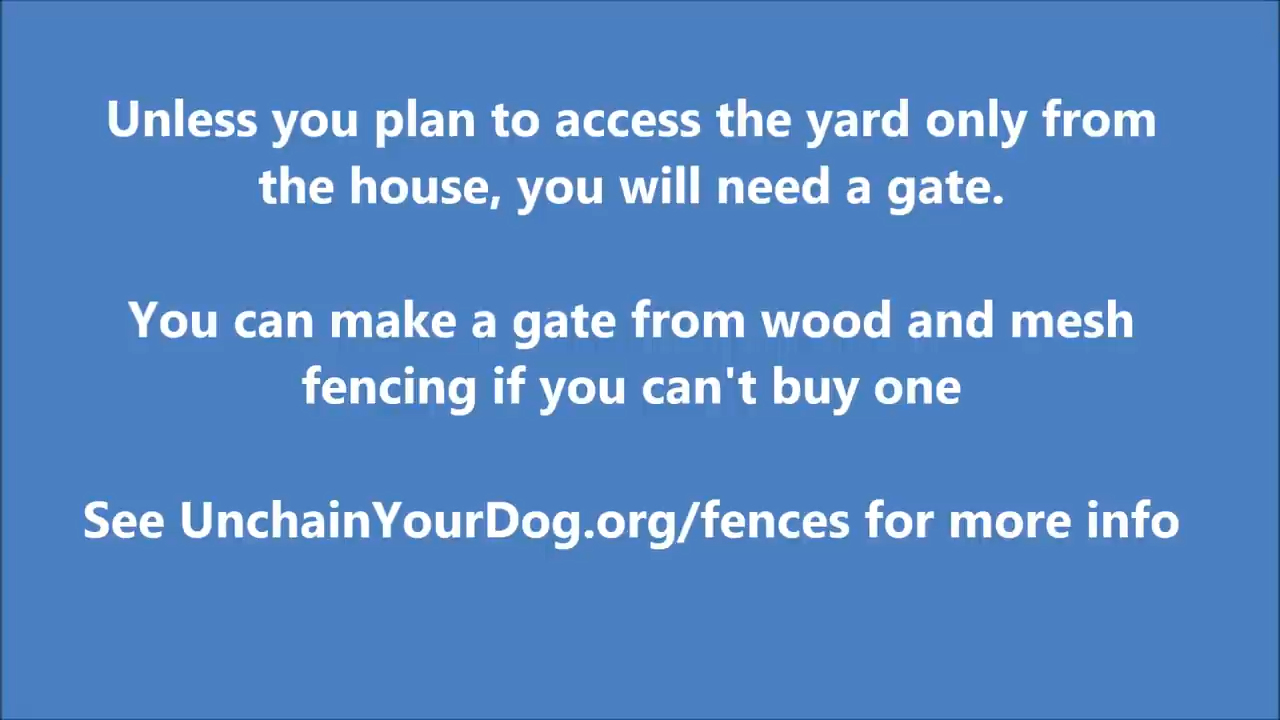 Unless you plan to access the yard only from
the house, you will need a gate.
You can make a gate from wood and mesh
fencing if you can't buy one
See UnchainYourDog.org/fences for more info